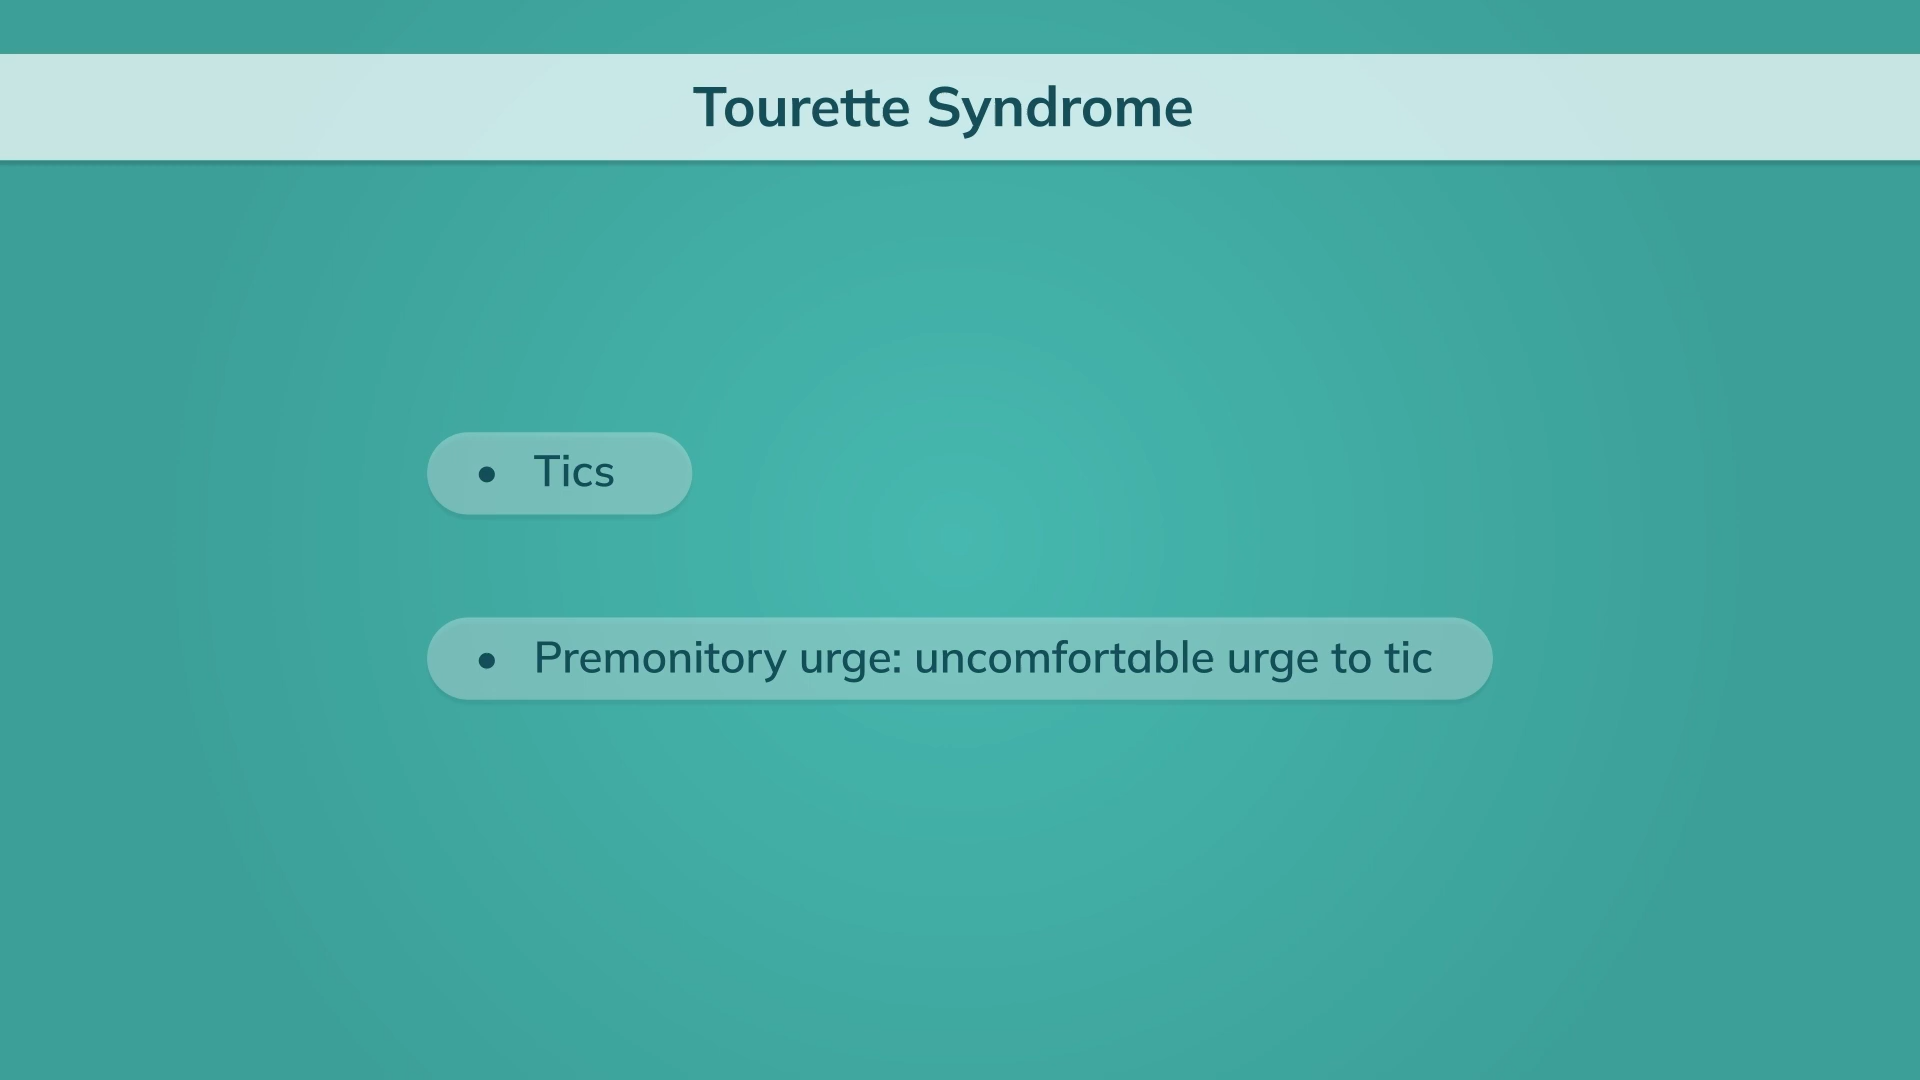 Tourette Syndrome
• Tics
• Premonitory urge: uncomfortable urge to tic